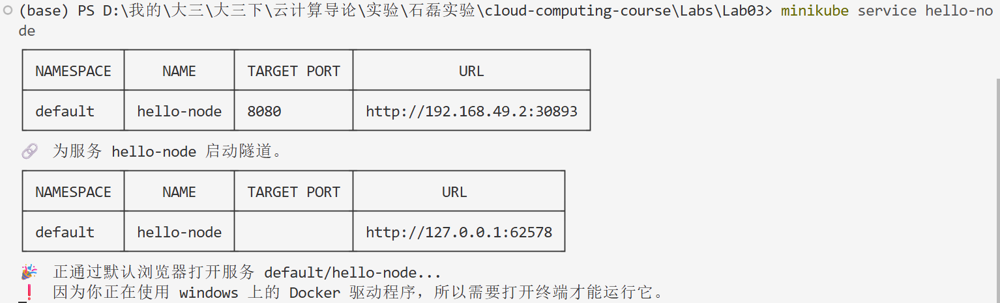 (base) PS D:\我的\大三\大三下\云计算导论\实验\石磊实验\cloud-computing-course\Labs\Lab03> minikube service hello-no
de
NAMESPACE NAME TARGET PORT URL
default hello-node 8080 http://192.168.49.2:30893
🔗 为服务 hello-node 启动隧道。
NAMESPACE NAME TARGET PORT URL
default hello-node http://127.0.0.1:62578
🎉 正通过默认浏览器打开服务 default/hello-node...
❗ 因为你正在使用 windows 上的 Docker 驱动程序，所以需要打开终端才能运行它。